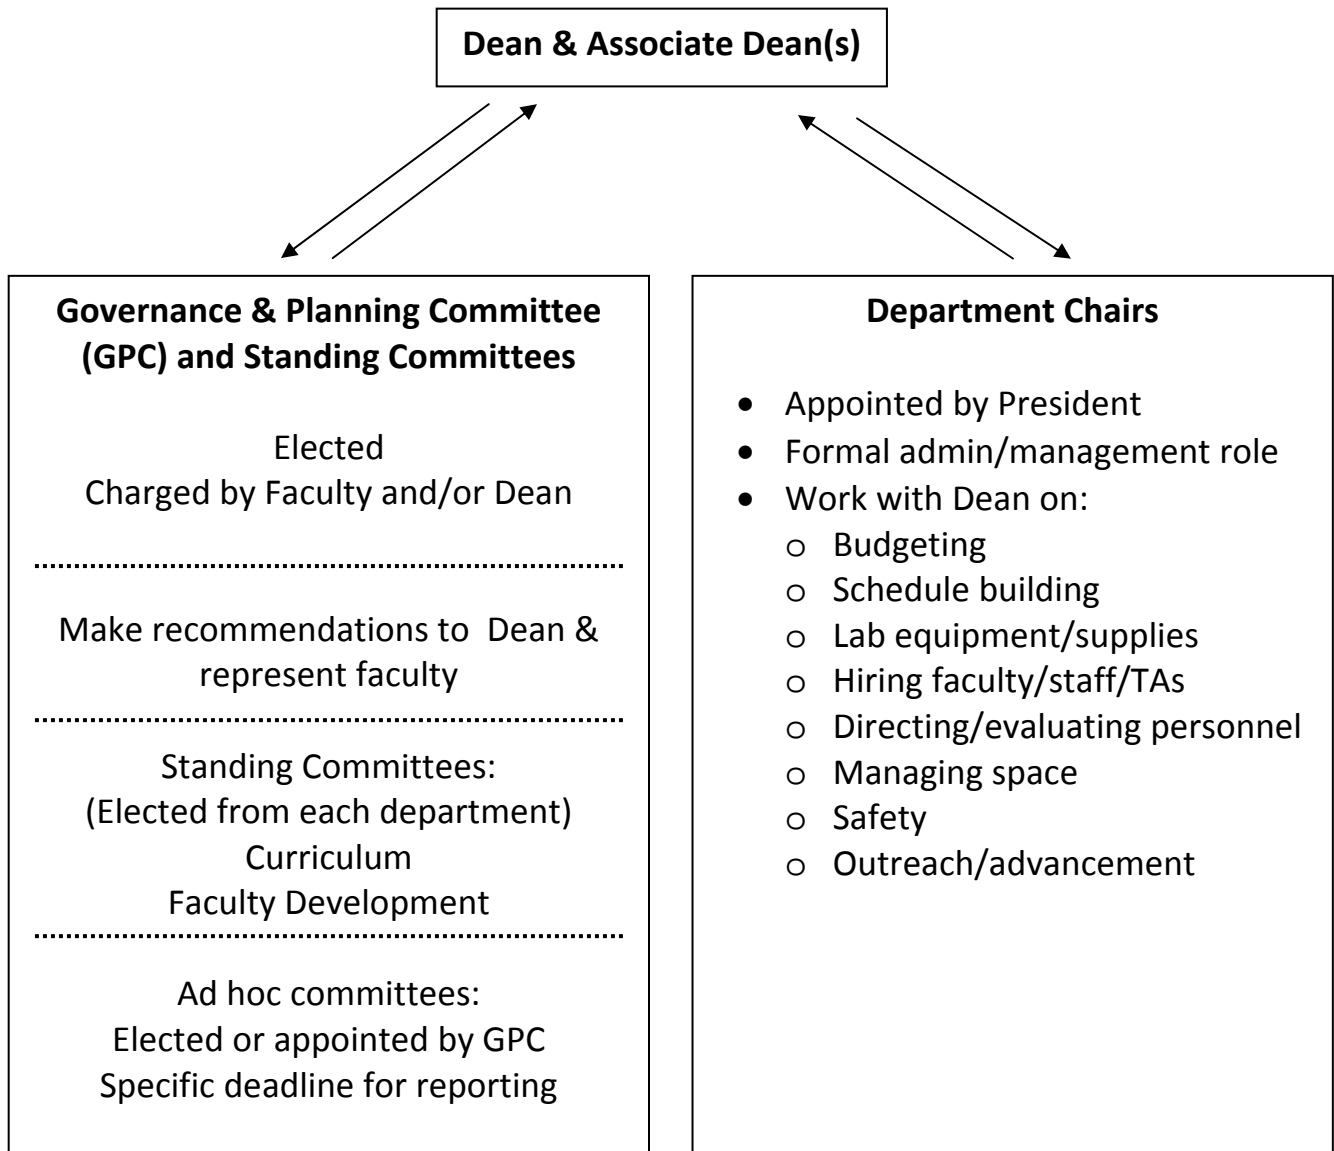 Dean & Associate Dean(s)
Governance & Planning Committee
(GPC) and Standing Committees
Elected
Charged by Faculty and/or Dean
Make recommendations to Dean &
represent faculty
Standing Committees:
(Elected from each department)
Curriculum
Faculty Development
Ad hoc committees:
Elected or appointed by GPC
Specific deadline for reporting
Department Chairs
• Appointed by President
• Formal admin/management role
• Work with Dean on:
o Budgeting
o Schedule building
o Lab equipment/supplies
o Hiring faculty/staff/TAs
o Directing/evaluating personnel
o Managing space
o Safety
o Outreach/advancement